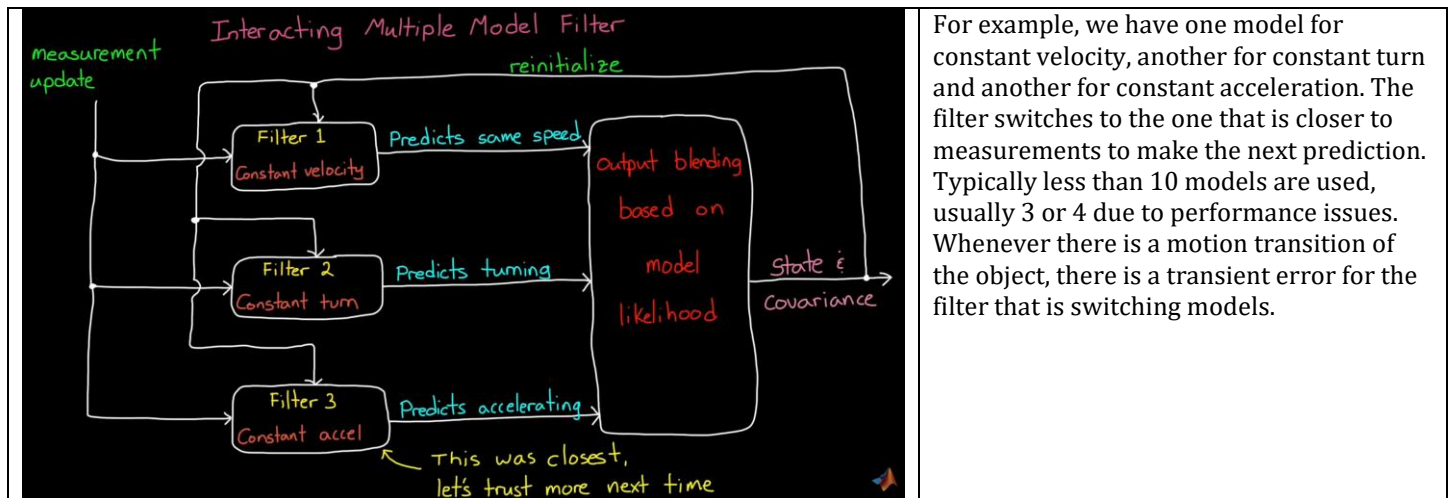 Interacting Multiple Model Filter
measurement
update
reinitialize
Filter 1
Constant velocity
Predicts same speed
Filter 2
Constant turn
Predicts turning
Filter 3
Constant accel
Predicts accelerating
output blending
based on
model
likelihood
State &
Covariance
This was closest,
let's trust more next time
For example, we have one model for
constant velocity, another for constant turn
and another for constant acceleration. The
filter switches to the one that is closer to
measurements to make the next prediction.
Typically less than 10 models are used,
usually 3 or 4 due to performance issues.
Whenever there is a motion transition of
the object, there is a transient error for the
filter that is switching models.